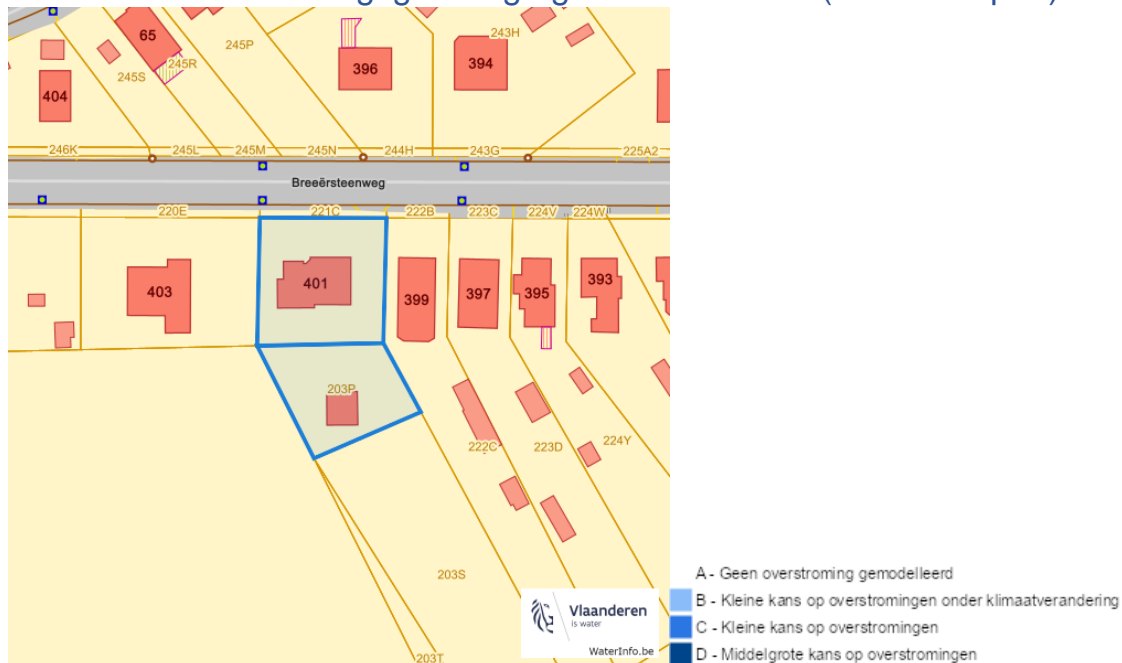 65
245P
243H
245R
396
394
245S
404
246K
245L
245M
245N
244H
243G
225A2
Breeërsteenweg
220E
221C
222B
223C
224V
224W
403
401
399
397
395
393
203P
222C
223D
224Y
203S
203T
Vlaanderen
is water
WaterInfo.be
A - Geen overstroming gemodelleerd
B - Kleine kans op overstromingen onder klimaatverandering
C - Kleine kans op overstromingen
D - Middelgrote kans op overstromingen